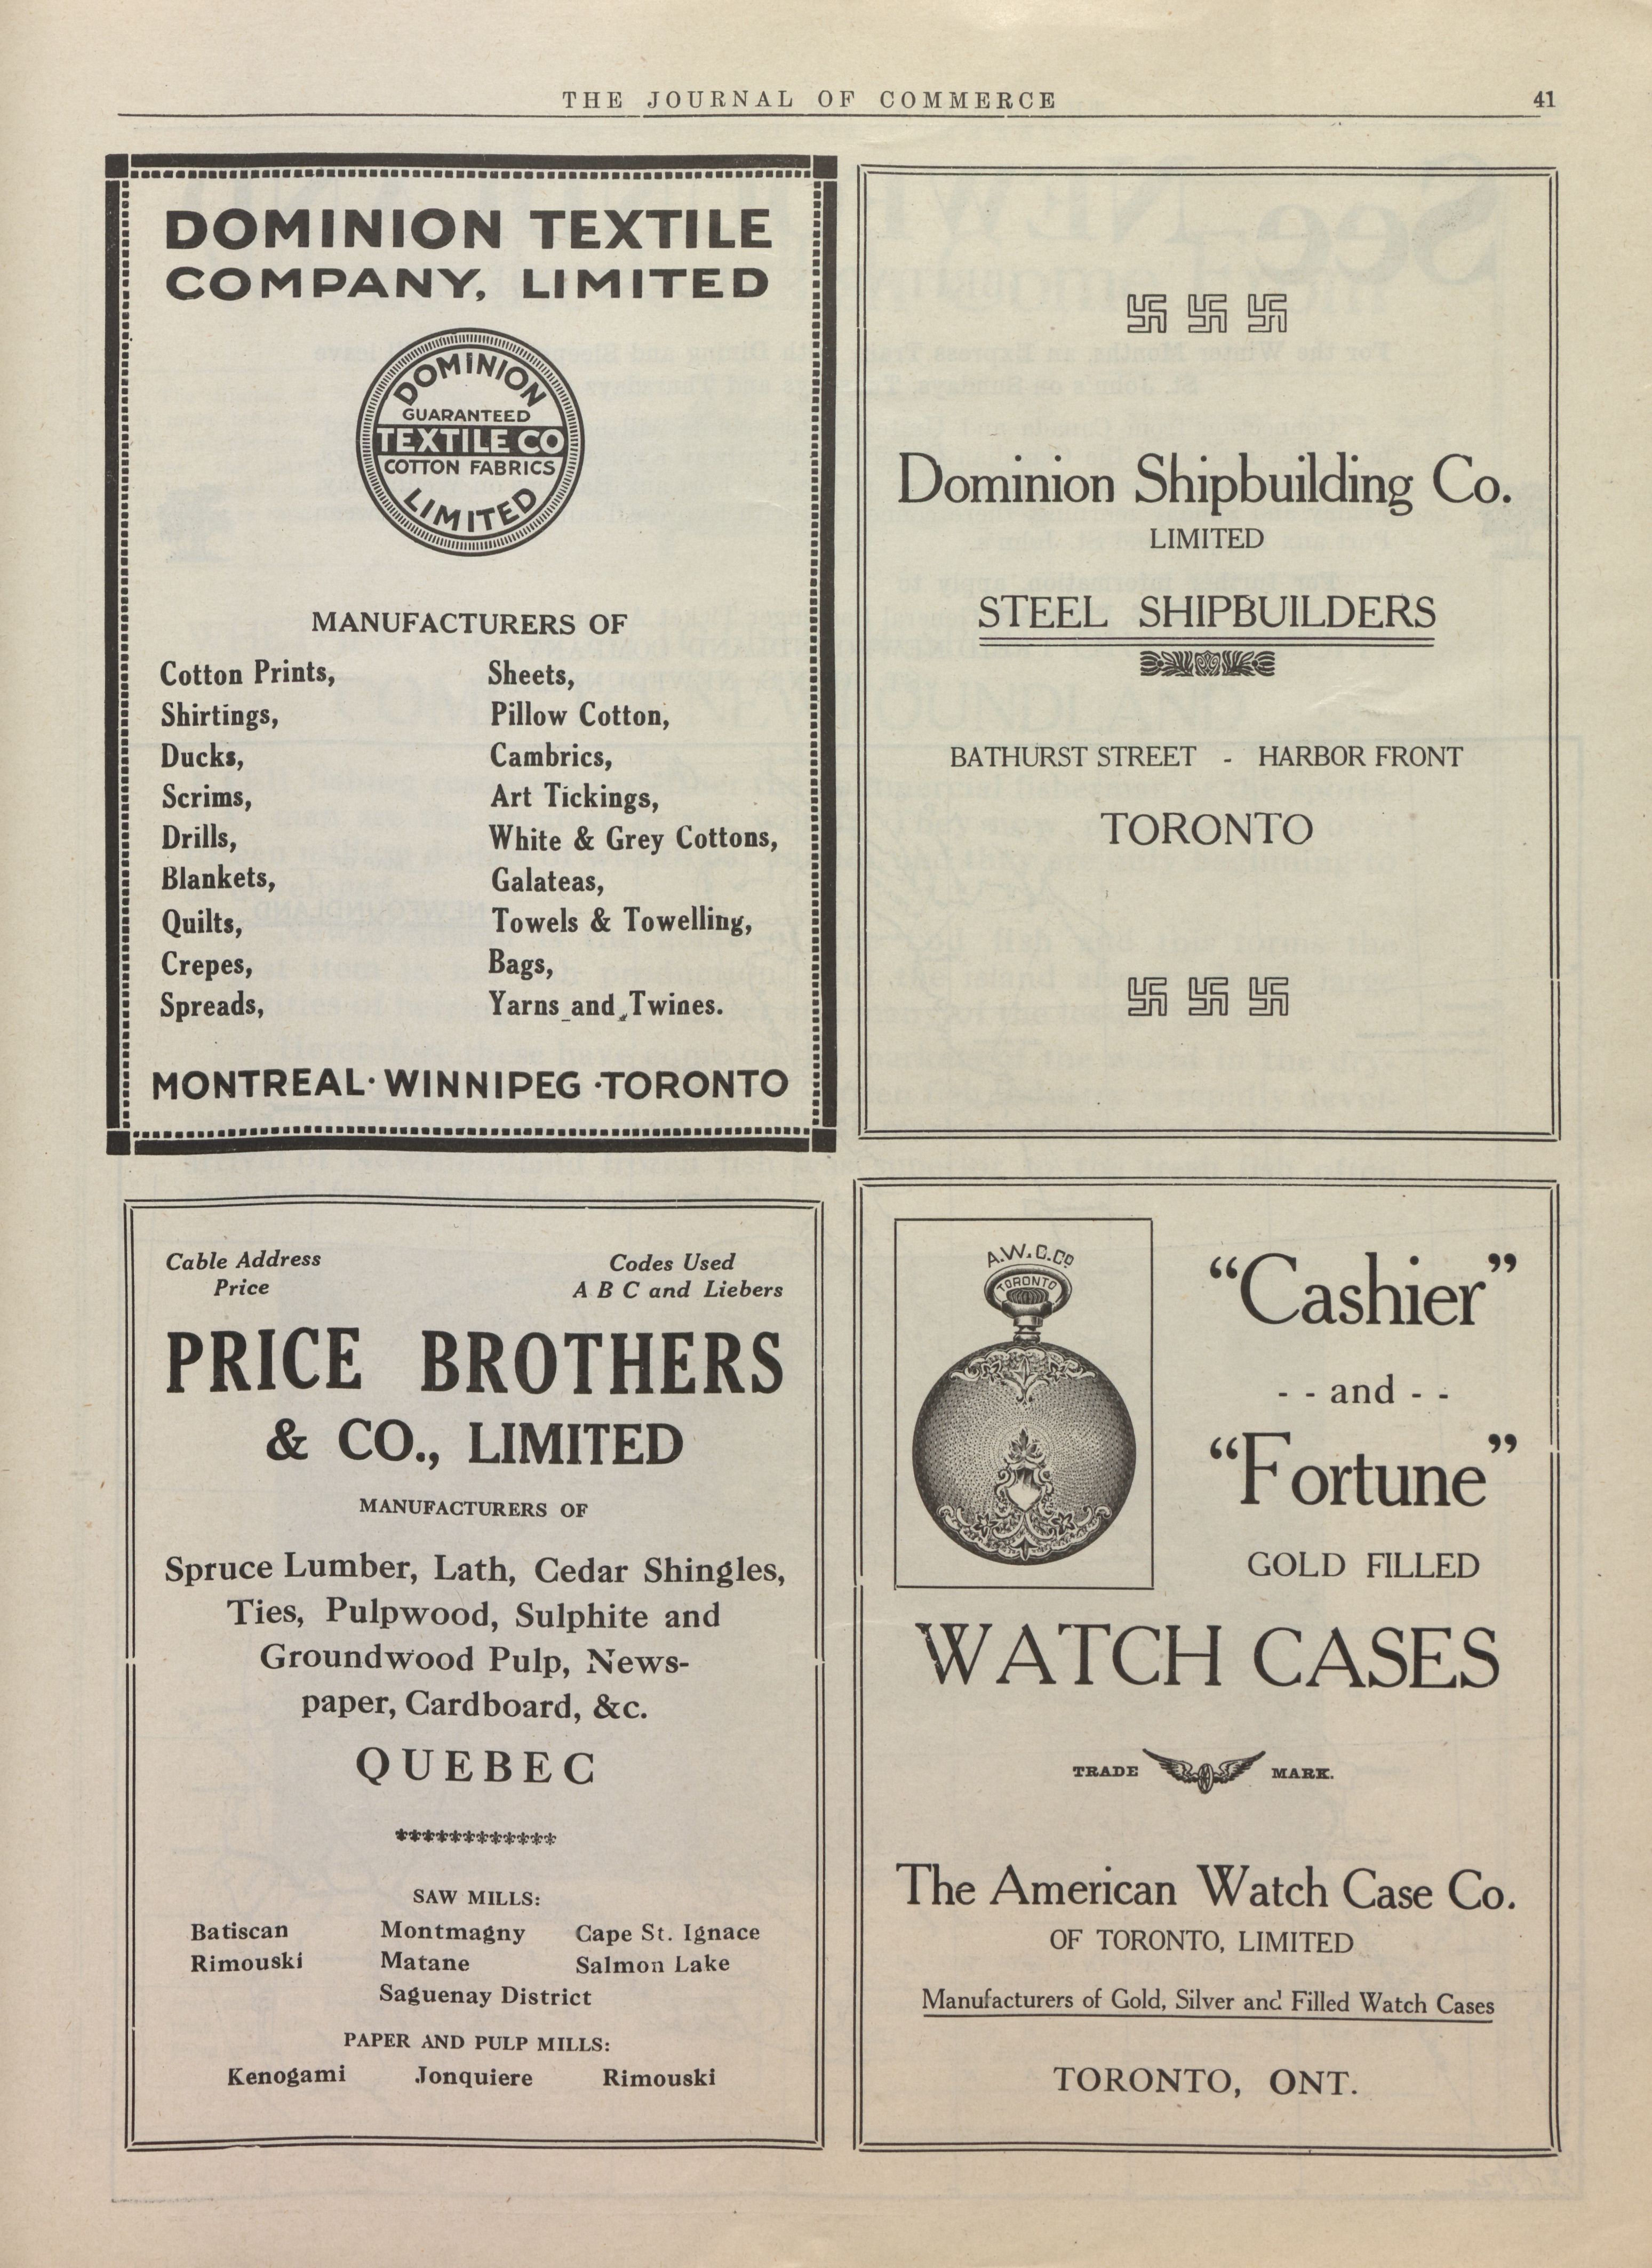 THE JOURNAL OF COMMERCE
41
DOMINION TEXTILE
COMPANY, LIMITED
DOMINION
GUARANTEED
TEXTILE CO
COTTON FABRICS
LIMITED
MANUFACTURERS OF
Cotton Prints,
Shirtings,
Ducks,
Scrims,
Drills,
Blankets,
Quilts,
Crepes,
Spreads,
Sheets,
Pillow Cotton,
Cambrics,
Art Tickings,
White & Grey Cottons,
Galateas,
Towels & Towelling,
Bags,
Yarns and Twines.
MONTREAL · WINNIPEG · TORONTO
Dominion Shipbuilding Co.
LIMITED
STEEL SHIPBUILDERS
BATHURST STREET - HARBOR FRONT
TORONTO
Cable Address
Price
Codes Used
A B C and Liebers
PRICE BROTHERS
& CO., LIMITED
MANUFACTURERS OF
Spruce Lumber, Lath, Cedar Shingles,
Ties, Pulpwood, Sulphite and
Groundwood Pulp, News-
paper, Cardboard, &c.
QUEBEC
************
SAW MILLS:
Batiscan Montmagny Cape St. Ignace
Rimouski Matane Salmon Lake
Saguenay District
PAPER AND PULP MILLS:
Kenogami Jonquiere Rimouski
A.W.C.Co
TORONTO
“Cashier”
- - and - -
“Fortune”
GOLD FILLED
WATCH CASES
TRADE MARK.
The American Watch Case Co.
OF TORONTO, LIMITED
Manufacturers of Gold, Silver and Filled Watch Cases
TORONTO, ONT.